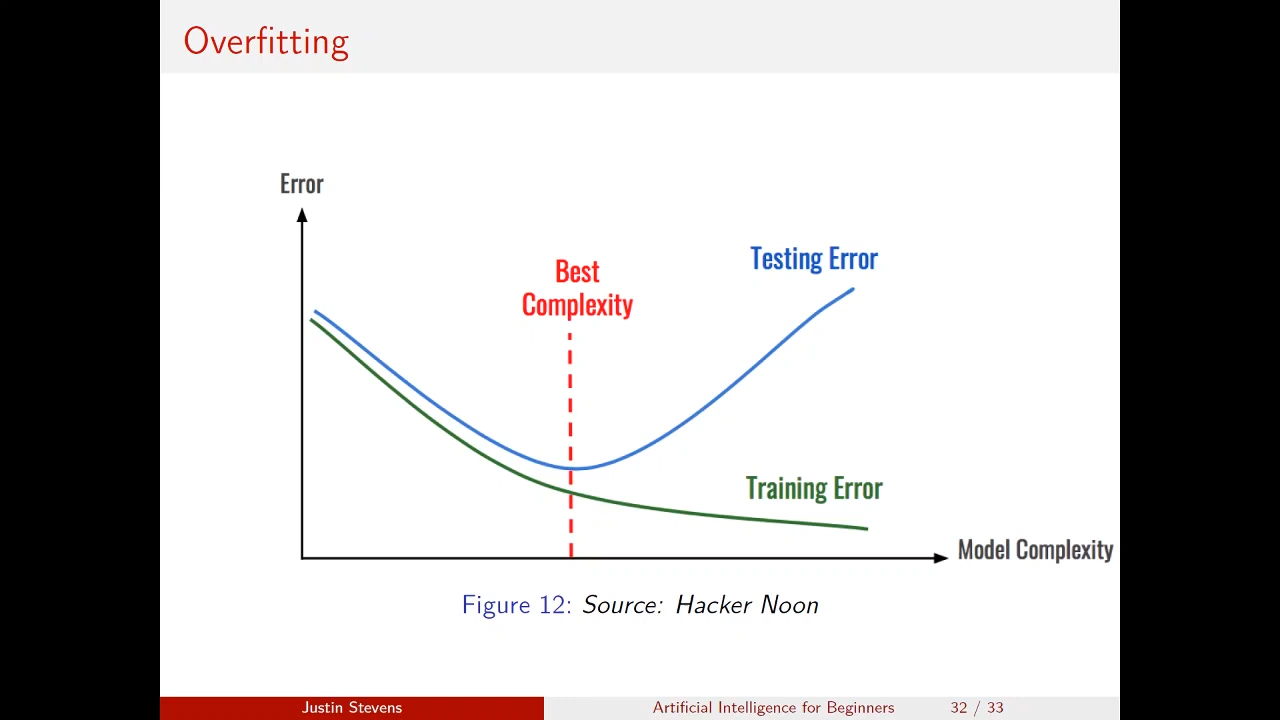 Overfitting
Error
Best
Complexity
Testing Error
Training Error
Model Complexity
Figure 12: Source: Hacker Noon
Justin Stevens
Artificial Intelligence for Beginners
32 / 33